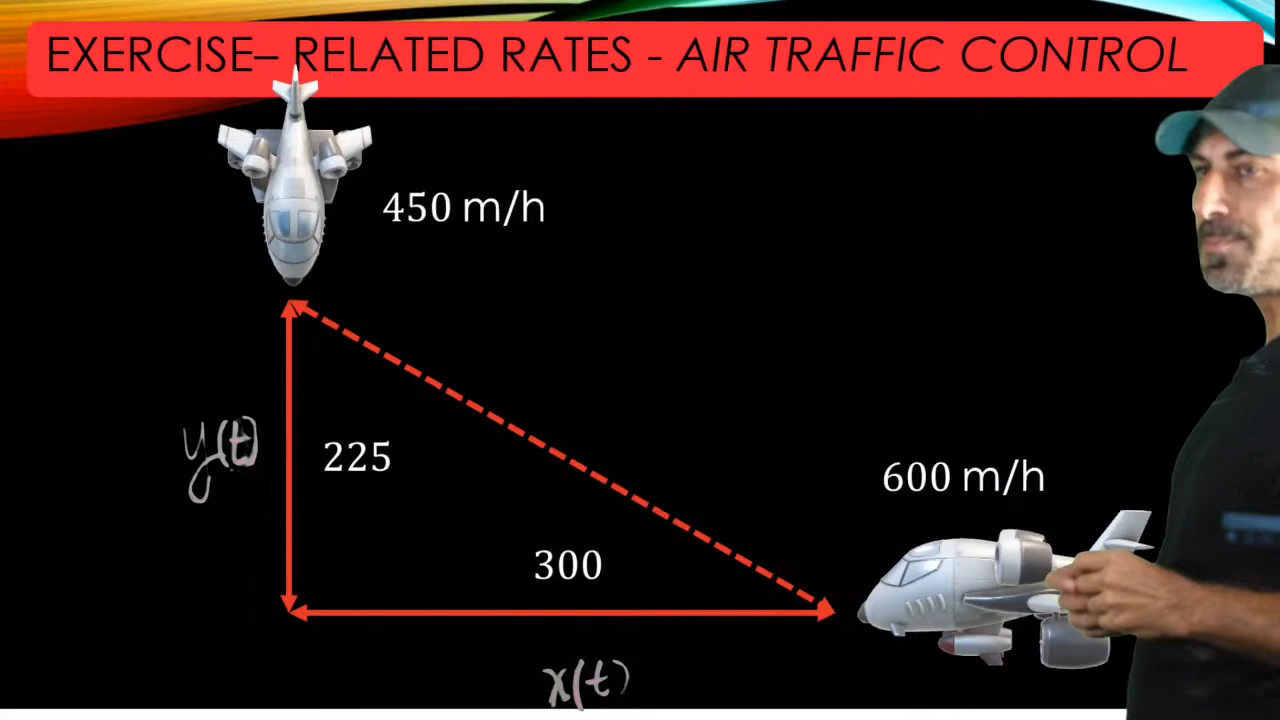 EXERCISE– RELATED RATES - AIR TRAFFIC CONTROL
450 m/h
y(t)
225
600 m/h
300
x(t)